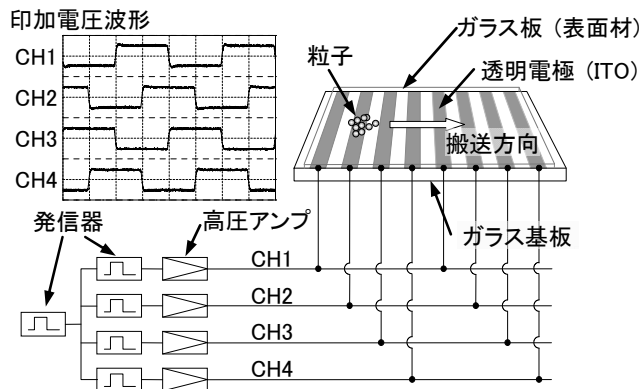 印加電圧波形
CH1
CH2
CH3
CH4
ガラス板 (表面材)
粒子
透明電極 (ITO)
搬送方向
ガラス基板
発信器
高圧アンプ
CH1
CH2
CH3
CH4